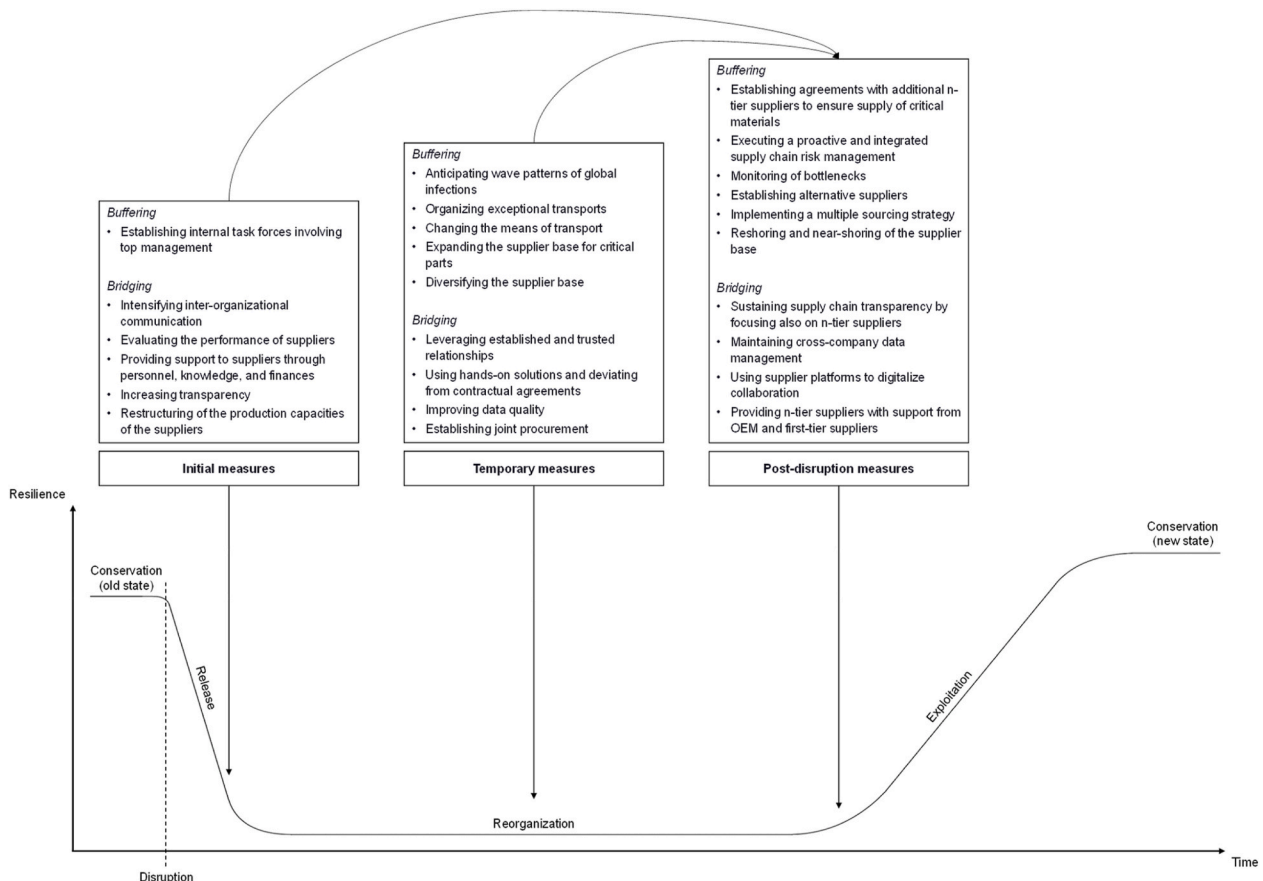 Buffering
• Establishing internal task forces involving
top management
Bridging
• Intensifying inter-organizational
communication
• Evaluating the performance of suppliers
• Providing support to suppliers through
personnel, knowledge, and finances
• Increasing transparency
• Restructuring of the production capacities
of the suppliers
Initial measures
Buffering
• Anticipating wave patterns of global
infections
• Organizing exceptional transports
• Changing the means of transport
• Expanding the supplier base for critical
parts
• Diversifying the supplier base
Bridging
• Leveraging established and trusted
relationships
• Using hands-on solutions and deviating
from contractual agreements
• Improving data quality
• Establishing joint procurement
Temporary measures
Buffering
• Establishing agreements with additional n-
tier suppliers to ensure supply of critical
materials
• Executing a proactive and integrated
supply chain risk management
• Monitoring of bottlenecks
• Establishing alternative suppliers
• Implementing a multiple sourcing strategy
• Reshoring and near-shoring of the supplier
base
Bridging
• Sustaining supply chain transparency by
focusing also on n-tier suppliers
• Maintaining cross-company data
management
• Using supplier platforms to digitalize
collaboration
• Providing n-tier suppliers with support from
OEM and first-tier suppliers
Post-disruption measures
Resilience
Conservation
(old state)
Release
Reorganization
Exploitation
Conservation
(new state)
Time
Disruption